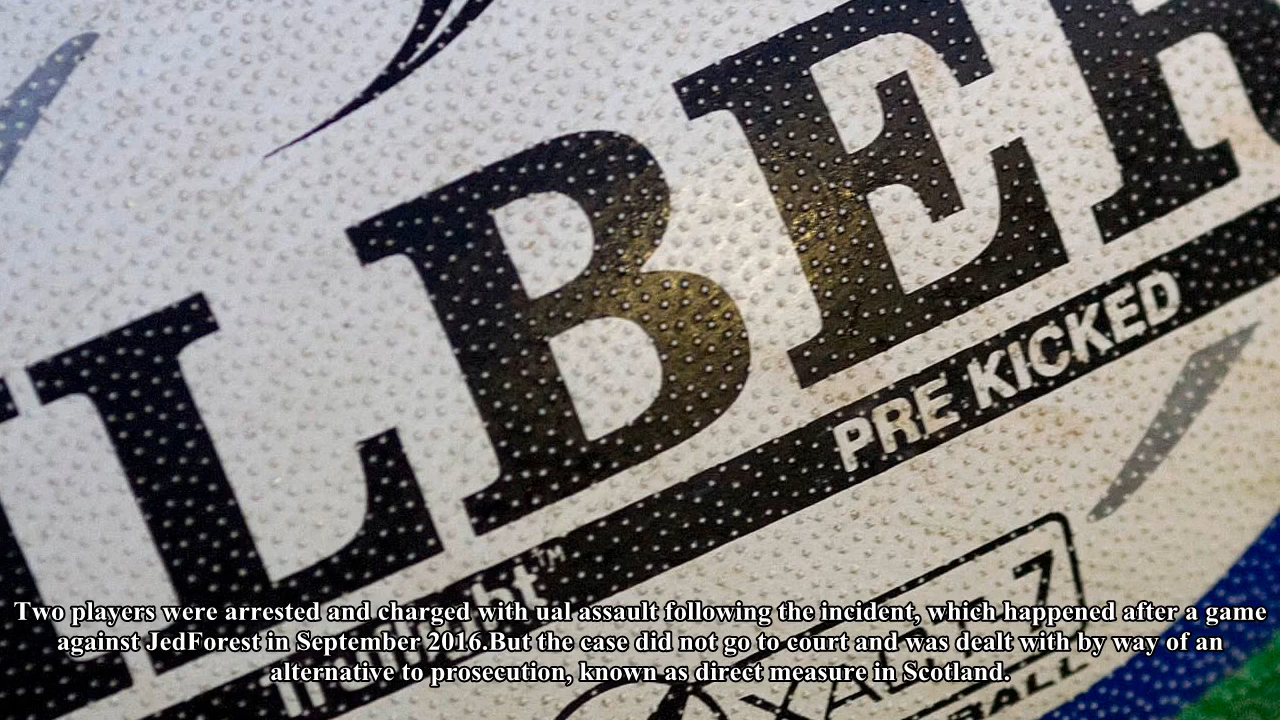 LBER
PRE KICKED
Two players were arrested and charged with ual assault following the incident, which happened after a game
against JedForest in September 2016.But the case did not go to court and was dealt with by way of an
alternative to prosecution, known as direct measure in Scotland.